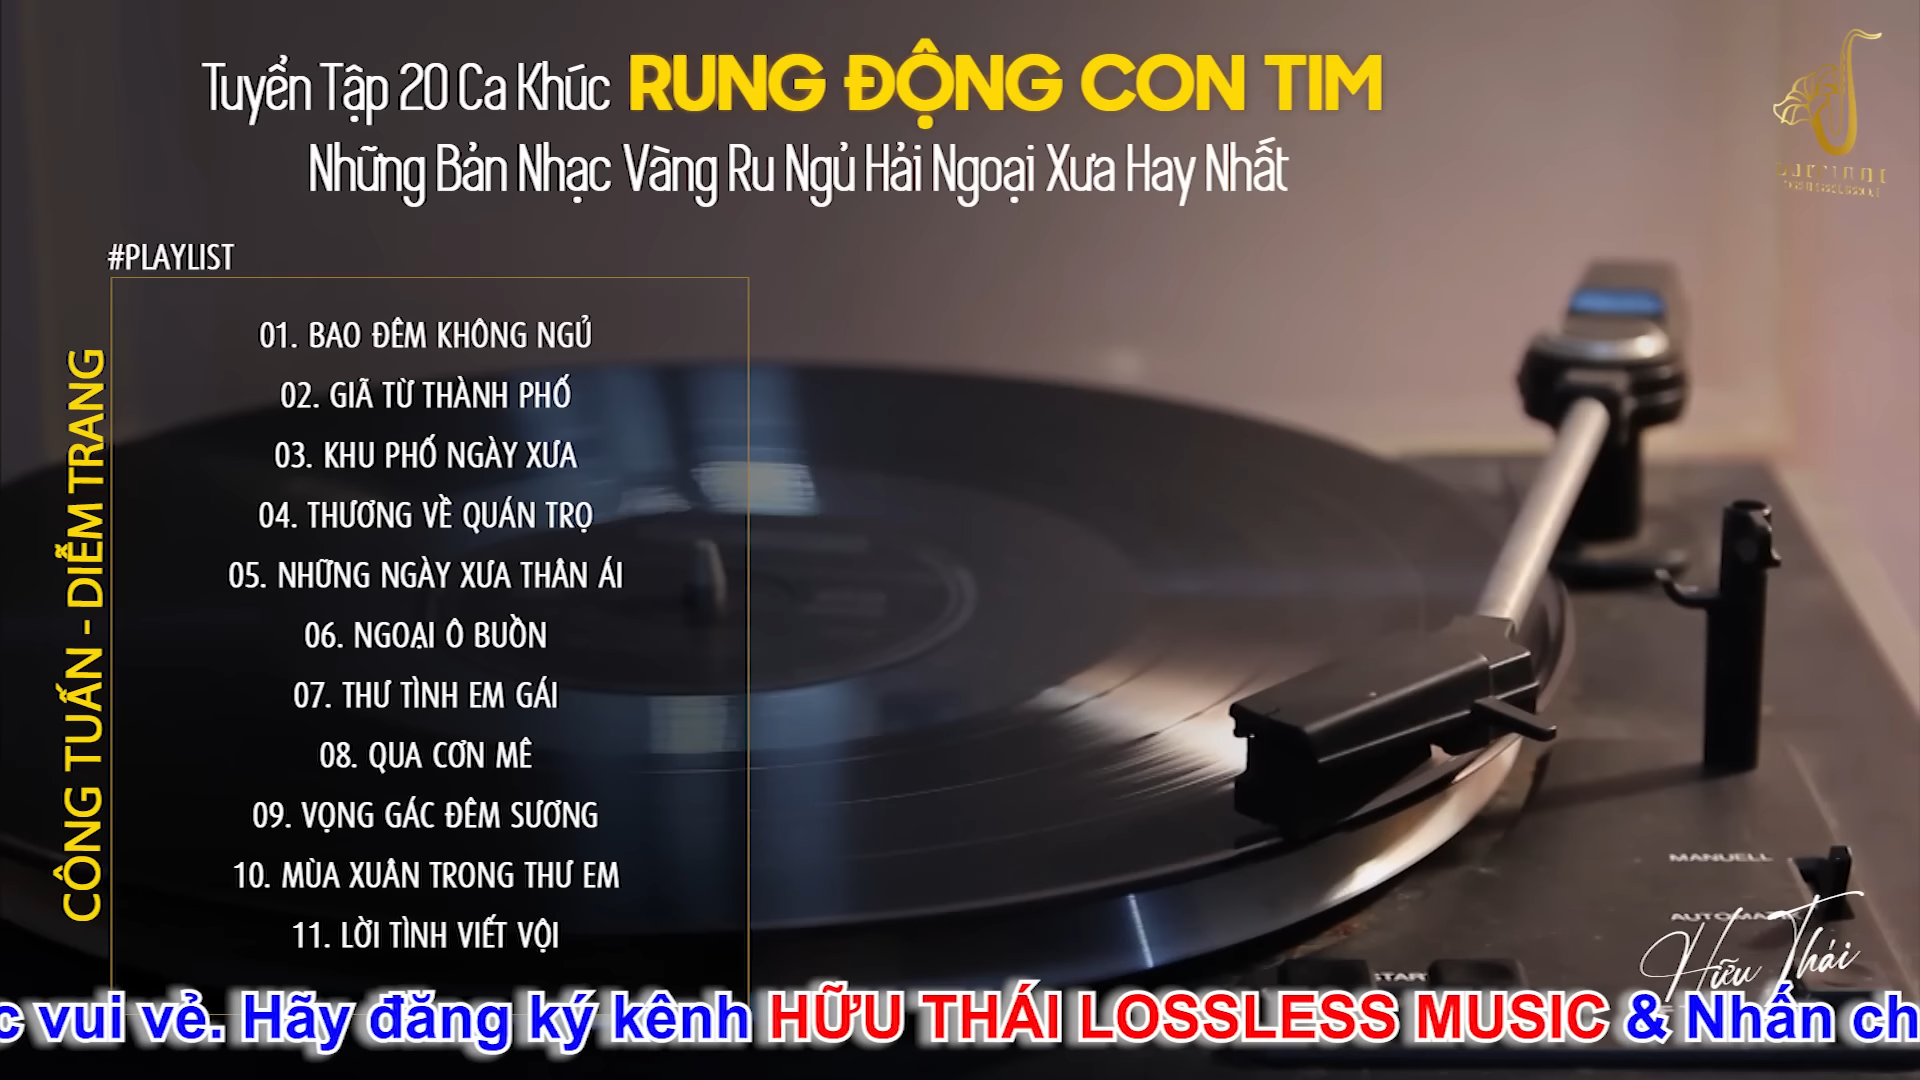 Tuyển Tập 20 Ca Khúc RUNG ĐỘNG CON TIM
Những Bản Nhạc Vàng Ru Ngủ Hải Ngoại Xưa Hay Nhất
#PLAYLIST
CÔNG TUẤN - DIỄM TRANG
01. BAO ĐÊM KHÔNG NGỦ
02. GIÃ TỪ THÀNH PHỐ
03. KHU PHỐ NGÀY XƯA
04. THƯƠNG VỀ QUÁN TRỌ
05. NHỮNG NGÀY XƯA THÂN ÁI
06. NGOẠI Ô BUỒN
07. THƯ TÌNH EM GÁI
08. QUA CƠN MÊ
09. VỌNG GÁC ĐÊM SƯƠNG
10. MÙA XUÂN TRONG THƯ EM
11. LỜI TÌNH VIẾT VỘI
MANUELL
AUTOMATIK
START
Hữu Thái
c vui vẻ. Hãy đăng ký kênh HỮU THÁI LOSSLESS MUSIC & Nhấn ch